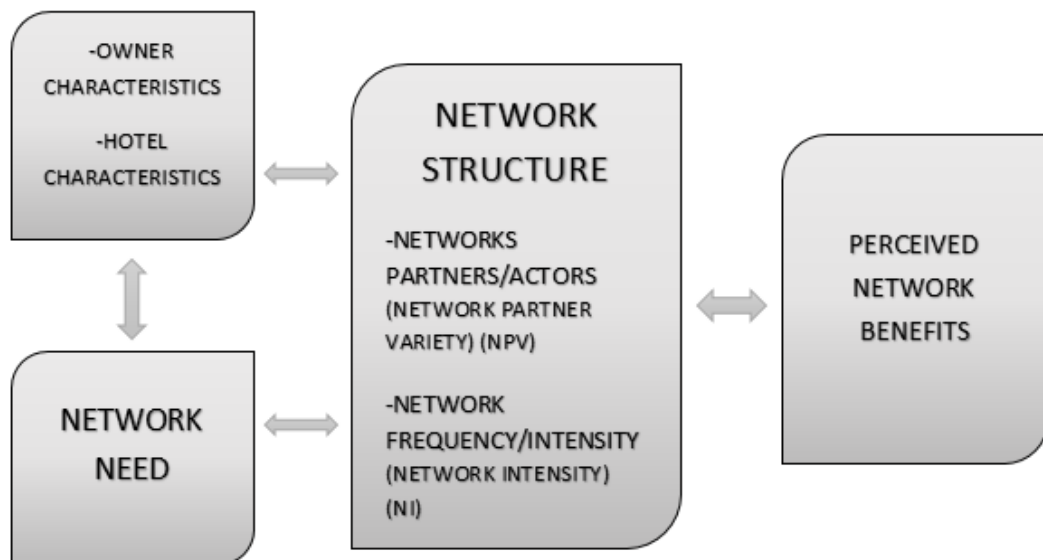 -OWNER
CHARACTERISTICS
-HOTEL
CHARACTERISTICS
NETWORK
NEED
NETWORK
STRUCTURE
-NETWORKS
PARTNERS/ACTORS
(NETWORK PARTNER
VARIETY) (NPV)
-NETWORK
FREQUENCY/INTENSITY
(NETWORK INTENSITY)
(NI)
PERCEIVED
NETWORK
BENEFITS